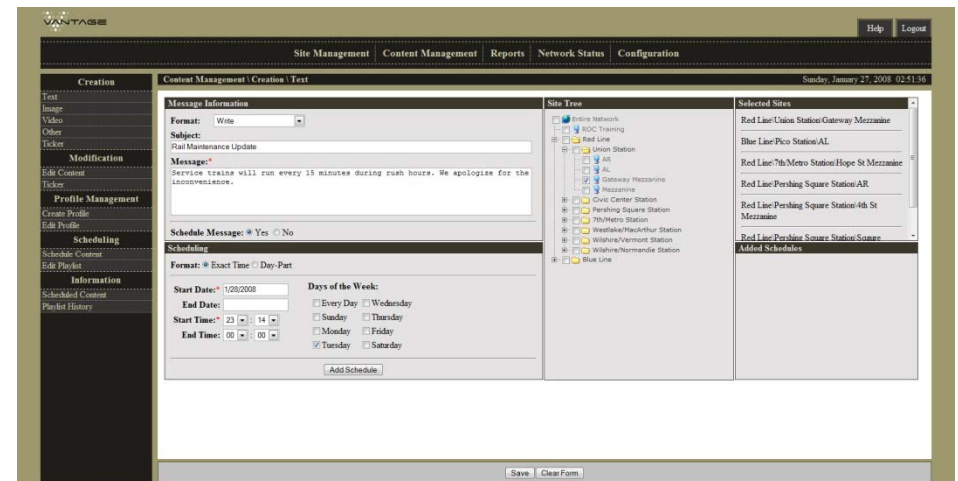 VANTAGE
Help Logout
Site Management Content Management Reports Network Status Configuration
Creation
Text
Image
Video
Other
Ticker
Modification
Edit Content
Ticker
Profile Management
Create Profile
Edit Profile
Scheduling
Schedule Content
Edit Playlist
Information
Scheduled Content
Playlist History
Content Management \ Creation \ Text
Sunday, January 27, 2008 02:51:36
Message Information
Format: Write
Subject:
Rail Maintenance Update
Message:*
Service trains will run every 15 minutes during rush hours. We apologize for the
inconvenience.
Schedule Message: Yes No
Scheduling
Format: Exact Time Day-Part
Start Date:* 1/28/2008
End Date:
Start Time:* 23 : 14
End Time: 00 : 00
Days of the Week:
Every Day Wednesday
Sunday Thursday
Monday Friday
Tuesday Saturday
Add Schedule
Site Tree
Entire Network
ROC Training
Red Line
Union Station
AR
AL
Gateway Mezzanine
Mezzanine
Civic Center Station
Pershing Square Station
7th/Metro Station
Westlake/MacArthur Station
Wilshire/Vermont Station
Wilshire/Normandie Station
Blue Line
Selected Sites
Red Line\Union Station\Gateway Mezzanine
Blue Line\Pico Station\AL
Red Line\7th/Metro Station\Hope St Mezzanine
Red Line\Pershing Square Station\AR
Red Line\Pershing Square Station\4th St
Mezzanine
Red Line\Pershing Square Station\Square
Added Schedules
Save Clear Form